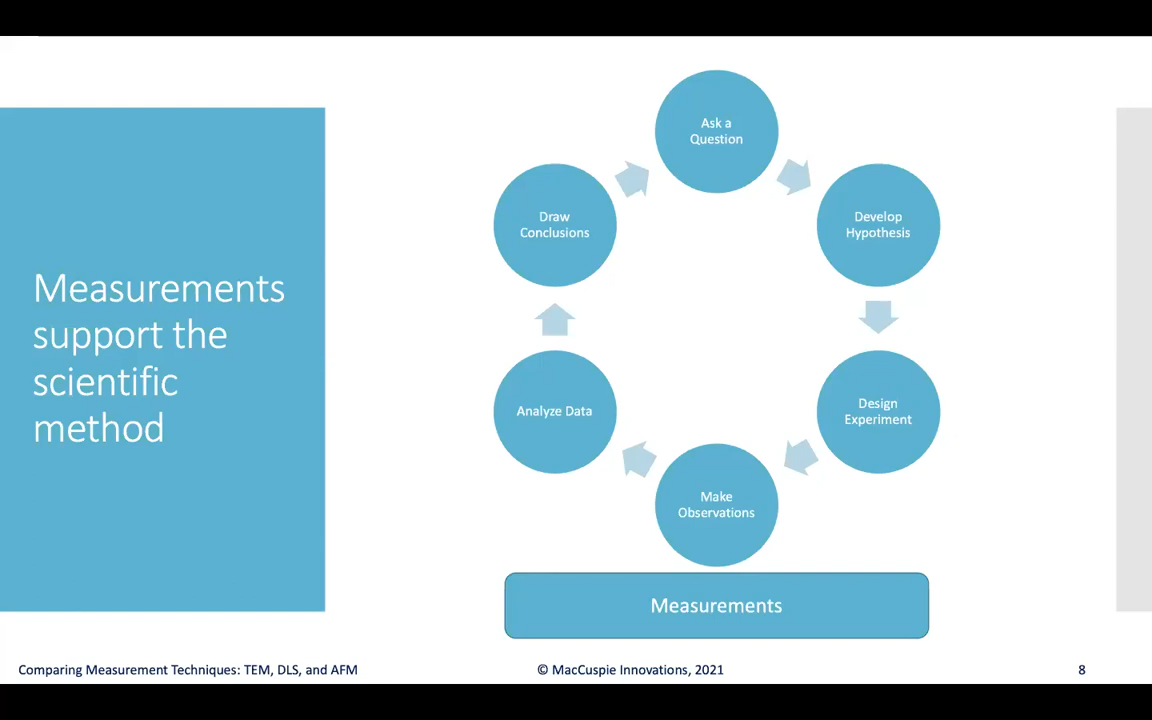 Measurements
support the
scientific
method
Ask a
Question
Develop
Hypothesis
Design
Experiment
Make
Observations
Analyze Data
Draw
Conclusions
Measurements
Comparing Measurement Techniques: TEM, DLS, and AFM
© MacCuspie Innovations, 2021
8